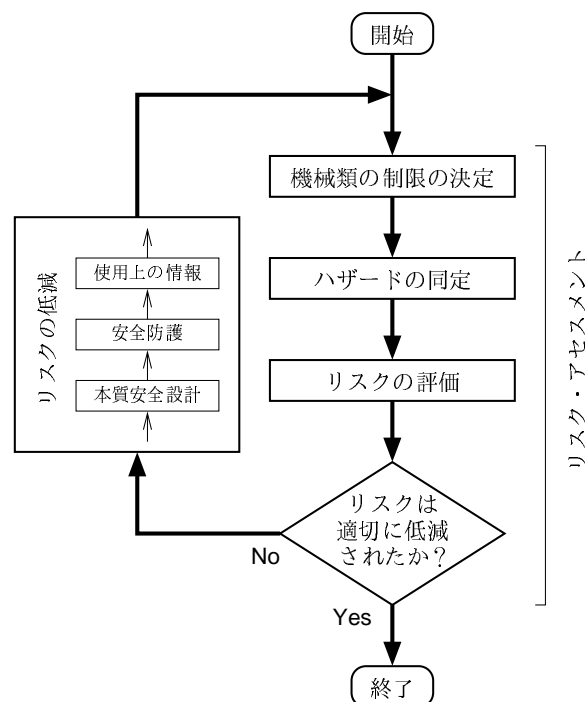 開始
機械類の制限の決定
ハザードの同定
リスクの評価
リスクは
適切に低減
されたか？
No
Yes
終了
リスクの低減
使用上の情報
安全防護
本質安全設計
リスク・アセスメント